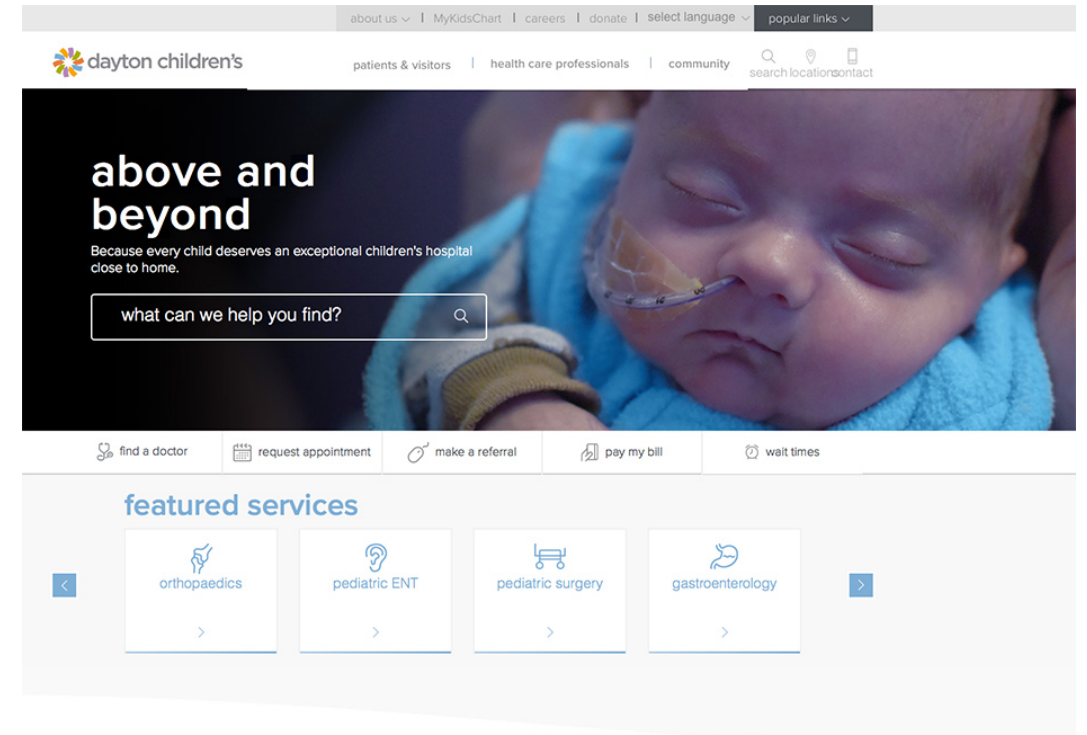 about us | MyKidsChart | careers | donate | select language popular links
dayton children's
patients & visitors | health care professionals | community
search locations contact
above and
beyond
Because every child deserves an exceptional children's hospital
close to home.
what can we help you find?
find a doctor request appointment make a referral pay my bill wait times
featured services
orthopaedics pediatric ENT pediatric surgery gastroenterology